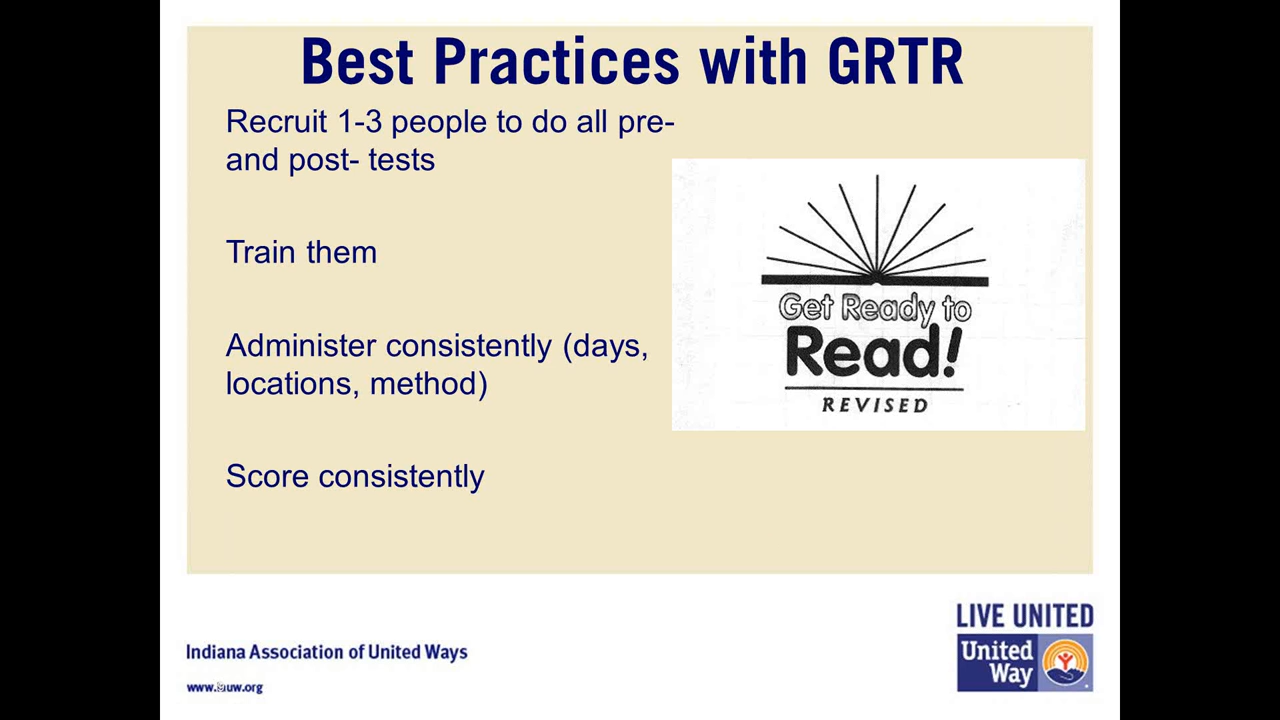 Best Practices with GRTR
Recruit 1-3 people to do all pre-
and post- tests
Train them
Administer consistently (days,
locations, method)
Score consistently
Get Ready to
Read!
REVISED
Indiana Association of United Ways
LIVE UNITED
United
Way